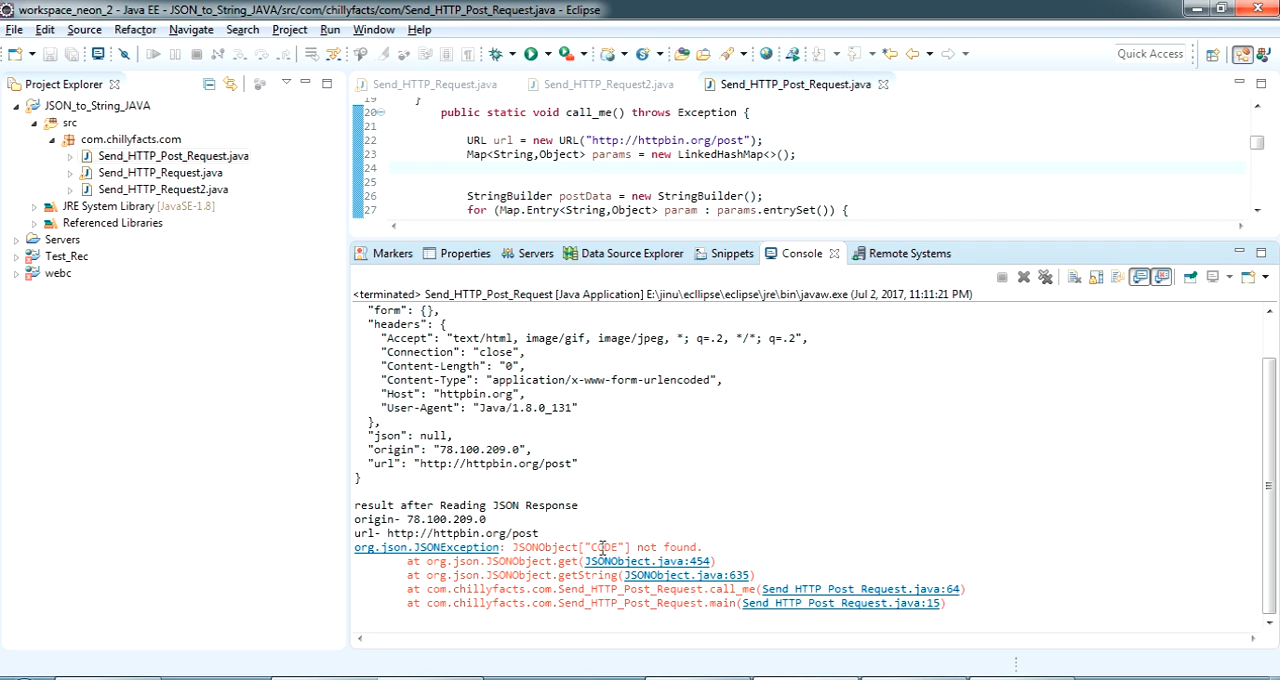 workspace_neon_2 - Java EE - JSON_to_String_JAVA/src/com/chillyfacts/com/Send_HTTP_Post_Request.java - Eclipse
File Edit Source Refactor Navigate Search Project Run Window Help
Quick Access
Project Explorer
JSON_to_String_JAVA
src
com.chillyfacts.com
Send_HTTP_Post_Request.java
Send_HTTP_Request.java
Send_HTTP_Request2.java
JRE System Library [JavaSE-1.8]
Referenced Libraries
Servers
Test_Rec
webc
Send_HTTP_Request.java Send_HTTP_Request2.java Send_HTTP_Post_Request.java
19 }
20 public static void call_me() throws Exception {
21
22 URL url = new URL("http://httpbin.org/post");
23 Map<String,Object> params = new LinkedHashMap<>();
24
25
26 StringBuilder postData = new StringBuilder();
27 for (Map.Entry<String,Object> param : params.entrySet()) {
Markers Properties Servers Data Source Explorer Snippets Console Remote Systems
<terminated> Send_HTTP_Post_Request [Java Application] E:\jinu\ecllipse\eclipse\jre\bin\javaw.exe (Jul 2, 2017, 11:11:21 PM)
"form": {},
"headers": {
"Accept": "text/html, image/gif, image/jpeg, *; q=.2, */*; q=.2",
"Connection": "close",
"Content-Length": "0",
"Content-Type": "application/x-www-form-urlencoded",
"Host": "httpbin.org",
"User-Agent": "Java/1.8.0_131"
},
"json": null,
"origin": "78.100.209.0",
"url": "http://httpbin.org/post"
}
result after Reading JSON Response
origin- 78.100.209.0
url- http://httpbin.org/post
org.json.JSONException: JSONObject["CODE"] not found.
at org.json.JSONObject.get(JSONObject.java:454)
at org.json.JSONObject.getString(JSONObject.java:635)
at com.chillyfacts.com.Send_HTTP_Post_Request.call_me(Send_HTTP_Post_Request.java:64)
at com.chillyfacts.com.Send_HTTP_Post_Request.main(Send_HTTP_Post_Request.java:15)